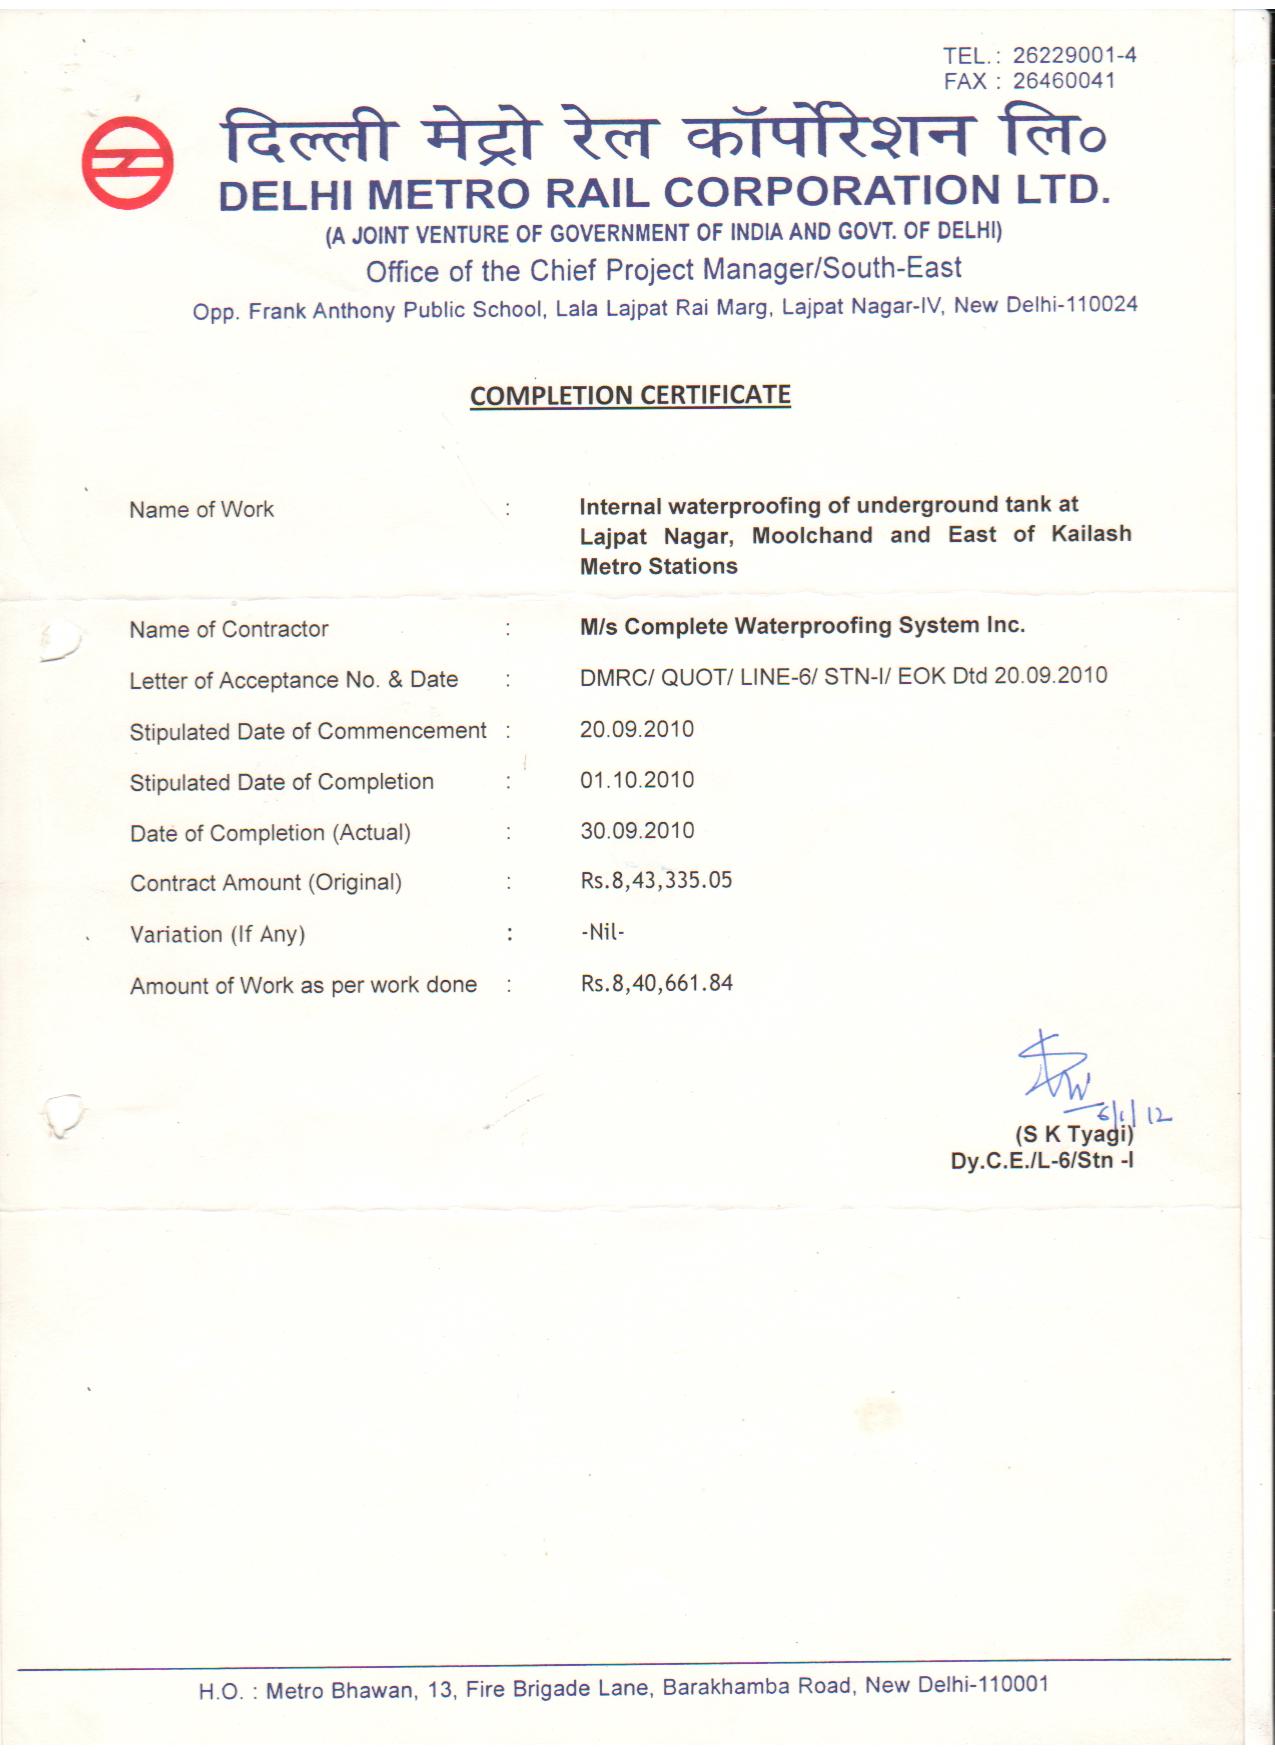 TEL.: 26229001-4
FAX : 26460041
दिल्ली मेट्रो रेल कॉर्पोरेशन लि०
DELHI METRO RAIL CORPORATION LTD.
(A JOINT VENTURE OF GOVERNMENT OF INDIA AND GOVT. OF DELHI)
Office of the Chief Project Manager/South-East
Opp. Frank Anthony Public School, Lala Lajpat Rai Marg, Lajpat Nagar-IV, New Delhi-110024
COMPLETION CERTIFICATE
Name of Work : Internal waterproofing of underground tank at
Lajpat Nagar, Moolchand and East of Kailash
Metro Stations
Name of Contractor : M/s Complete Waterproofing System Inc.
Letter of Acceptance No. & Date : DMRC/ QUOT/ LINE-6/ STN-I/ EOK Dtd 20.09.2010
Stipulated Date of Commencement : 20.09.2010
Stipulated Date of Completion : 01.10.2010
Date of Completion (Actual) : 30.09.2010
Contract Amount (Original) : Rs.8,43,335.05
Variation (If Any) : -Nil-
Amount of Work as per work done : Rs.8,40,661.84
6/1/12
(S K Tyagi)
Dy.C.E./L-6/Stn -I
H.O. : Metro Bhawan, 13, Fire Brigade Lane, Barakhamba Road, New Delhi-110001